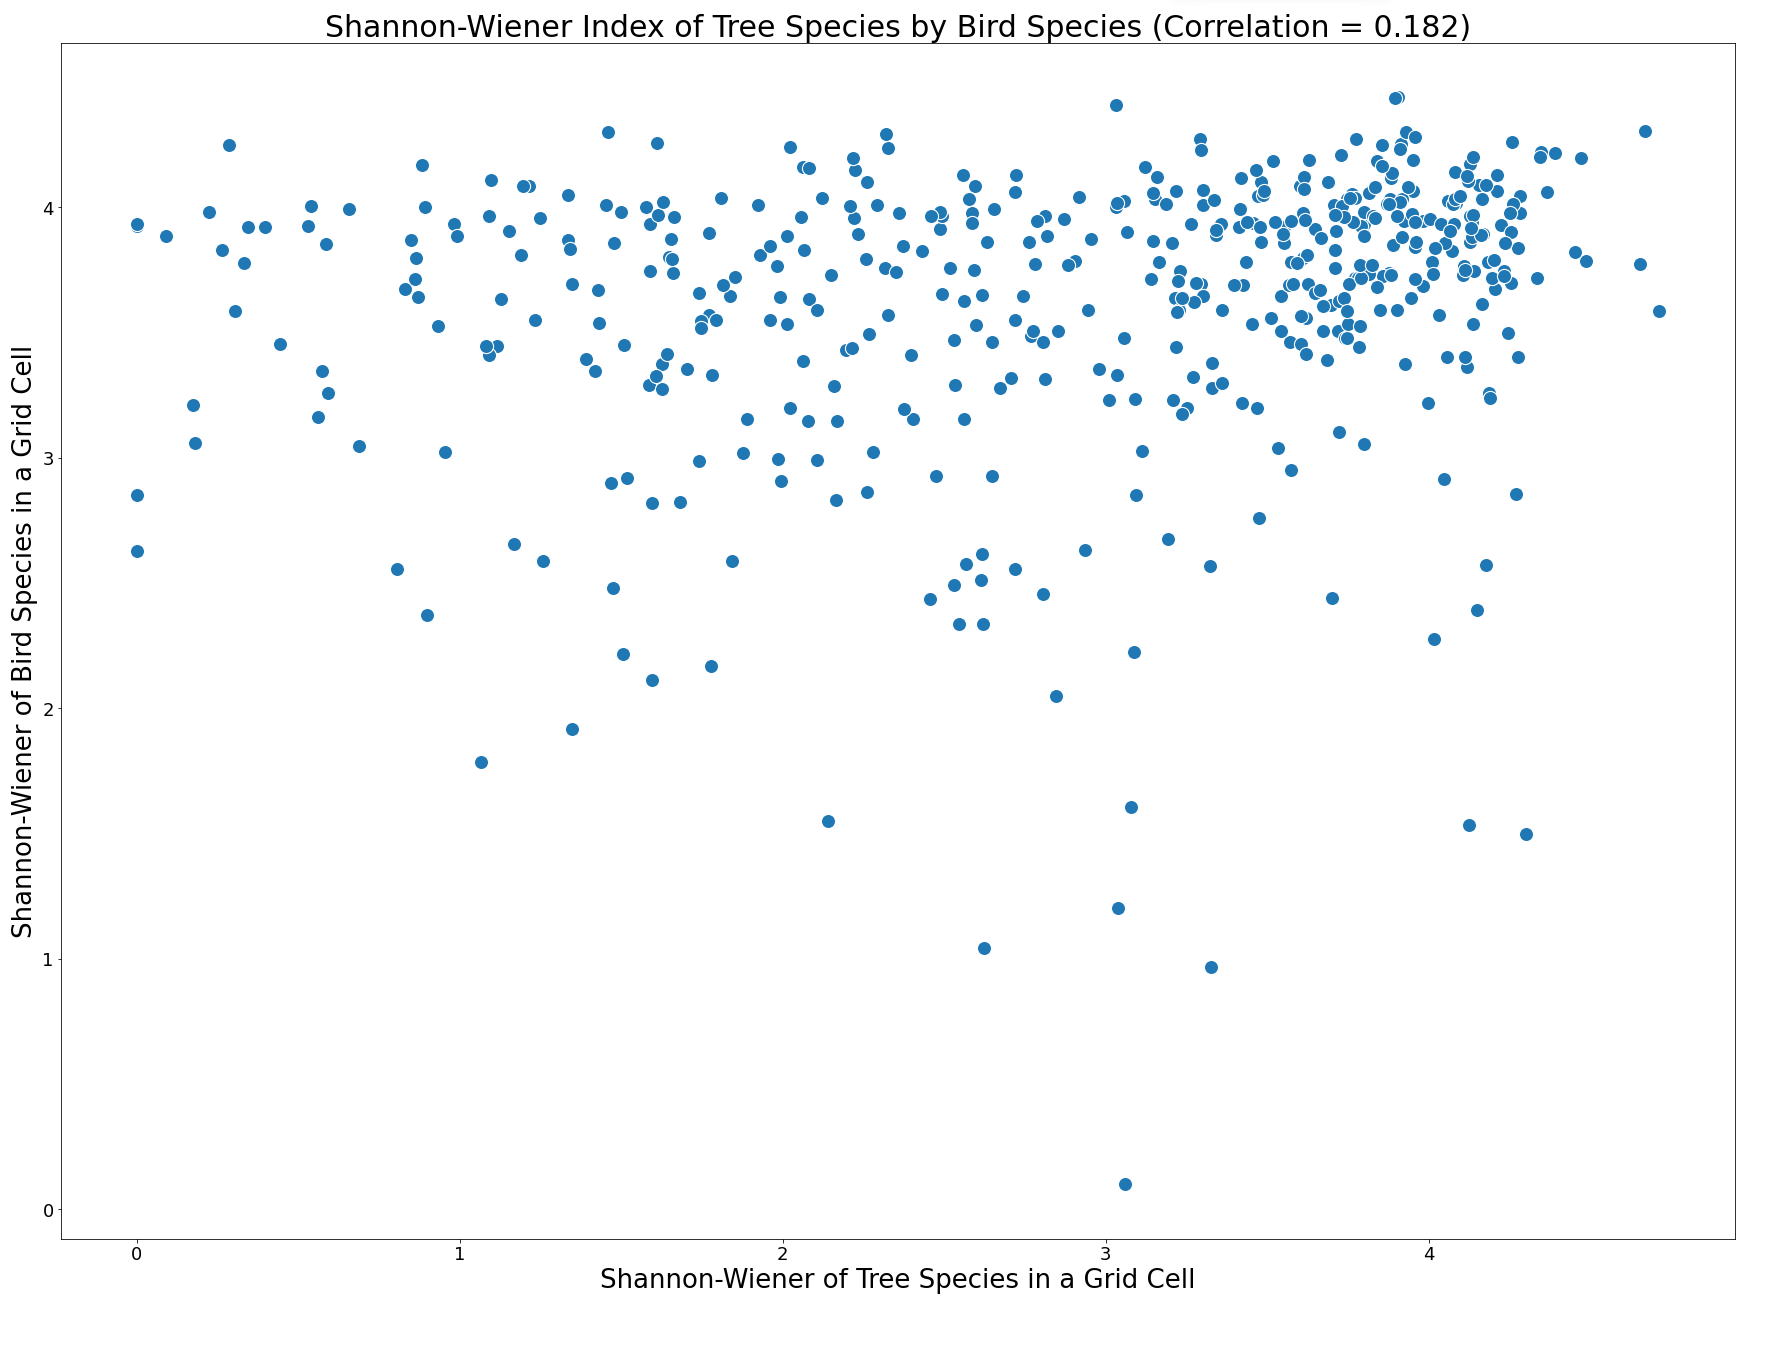 Shannon-Wiener Index of Tree Species by Bird Species (Correlation = 0.182)
Shannon-Wiener of Bird Species in a Grid Cell
4
3
2
1
0
0 1 2 3 4
Shannon-Wiener of Tree Species in a Grid Cell